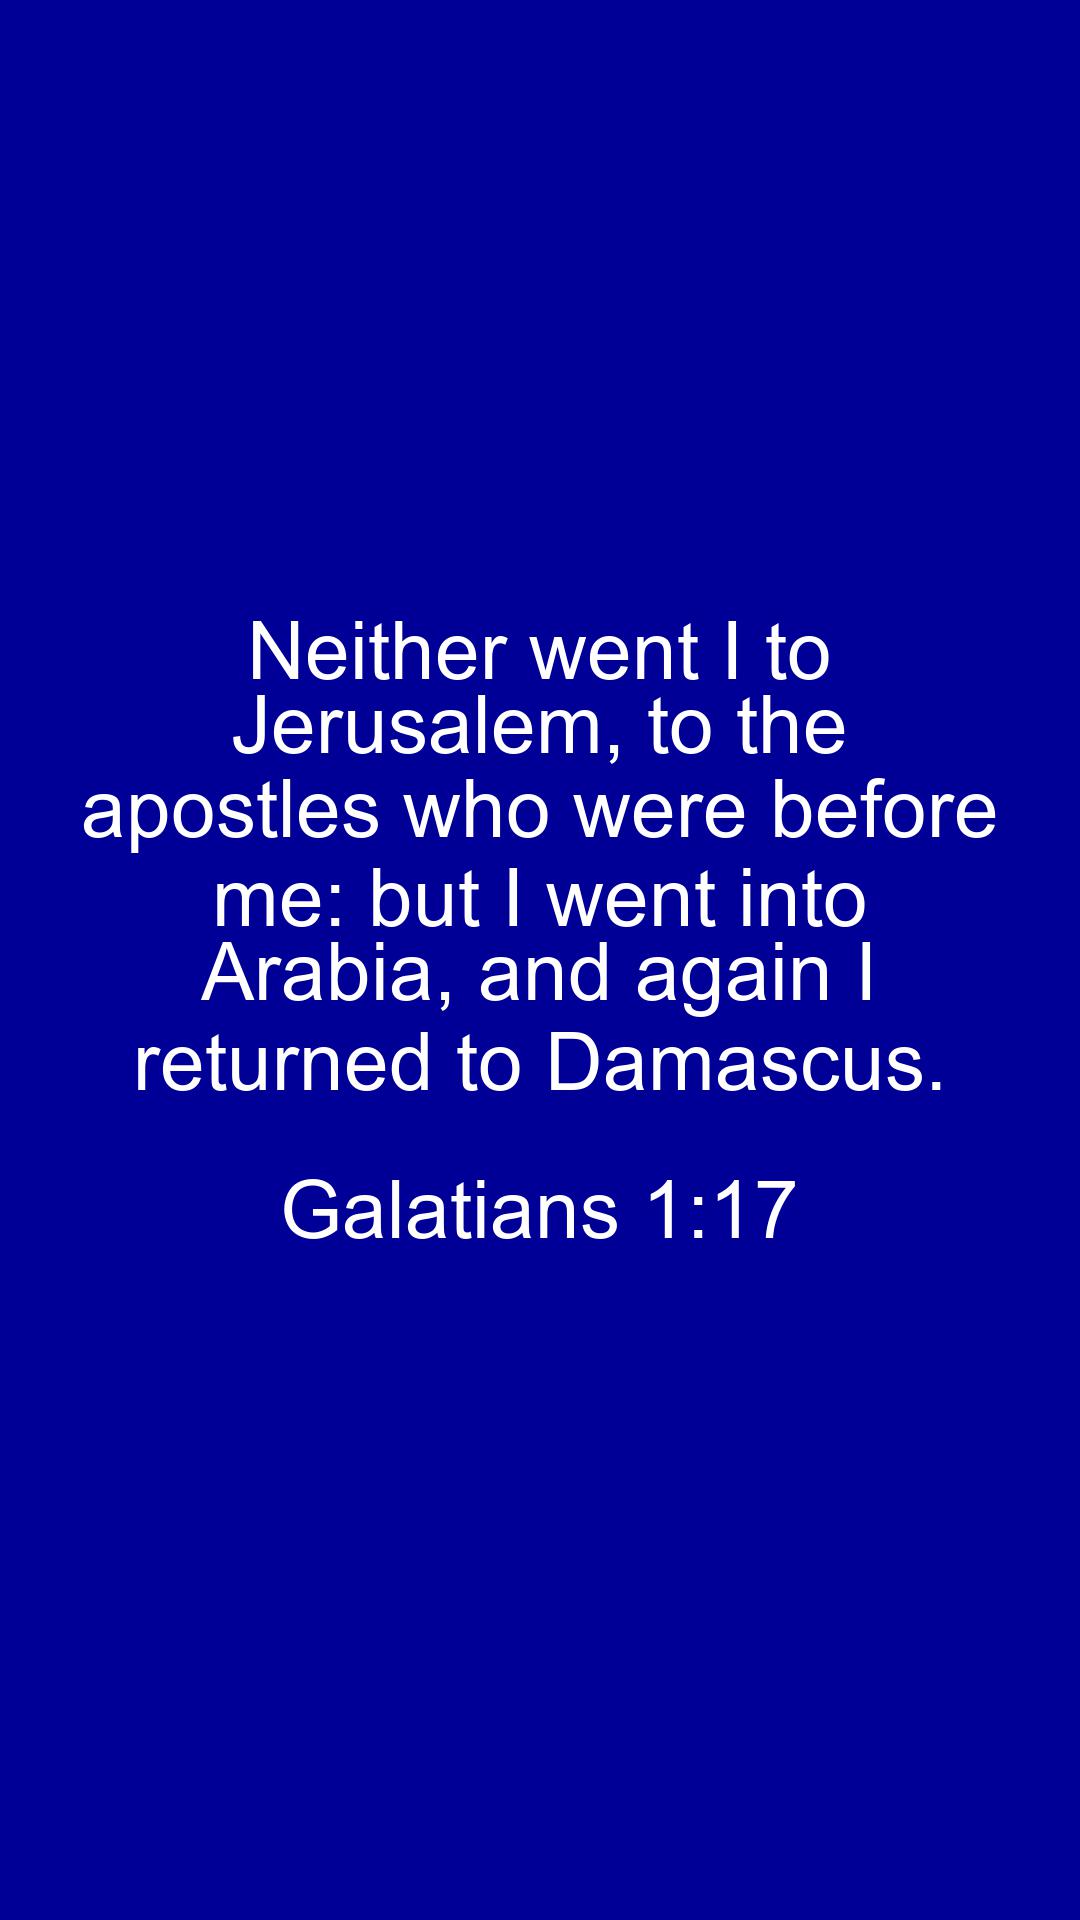 Neither went I to
Jerusalem, to the
apostles who were before
me: but I went into
Arabia, and again I
returned to Damascus.
Galatians 1:17